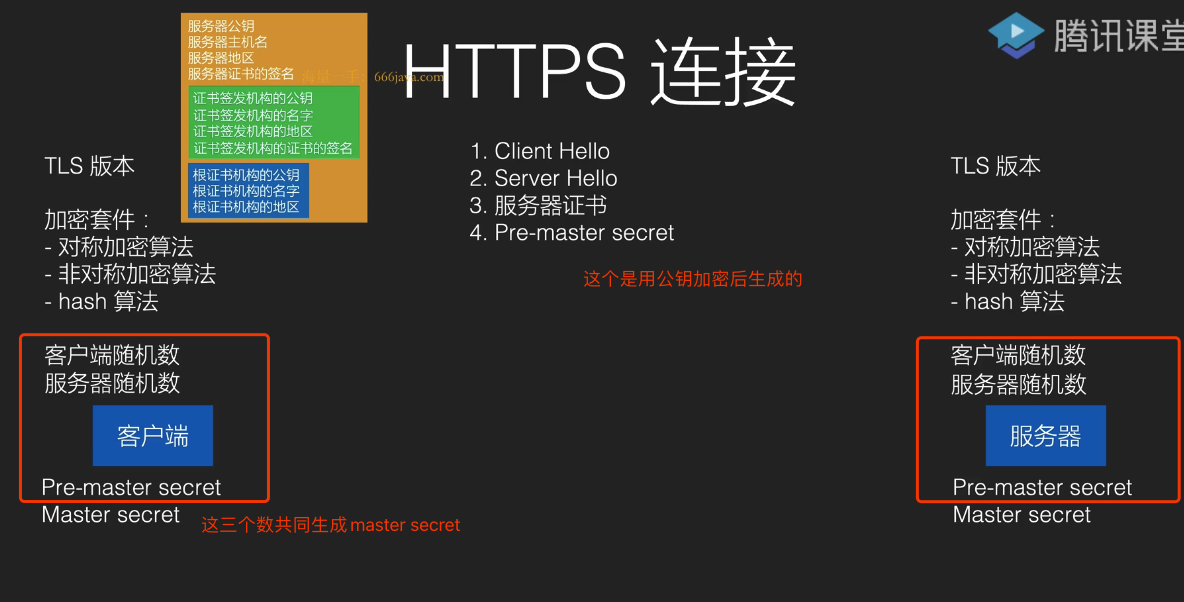 服务器公钥
服务器主机名
服务器地区
服务器证书的签名
证书签发机构的公钥
证书签发机构的名字
证书签发机构的地区
证书签发机构的证书的签名
根证书机构的公钥
根证书机构的名字
根证书机构的地区
666java.com
HTTPS 连接
腾讯课堂
1. Client Hello
2. Server Hello
3. 服务器证书
4. Pre-master secret
这个是用公钥加密后生成的
TLS 版本
加密套件：
- 对称加密算法
- 非对称加密算法
- hash 算法
客户端随机数
服务器随机数
客户端
Pre-master secret
Master secret
这三个数共同生成 master secret
TLS 版本
加密套件：
- 对称加密算法
- 非对称加密算法
- hash 算法
客户端随机数
服务器随机数
服务器
Pre-master secret
Master secret